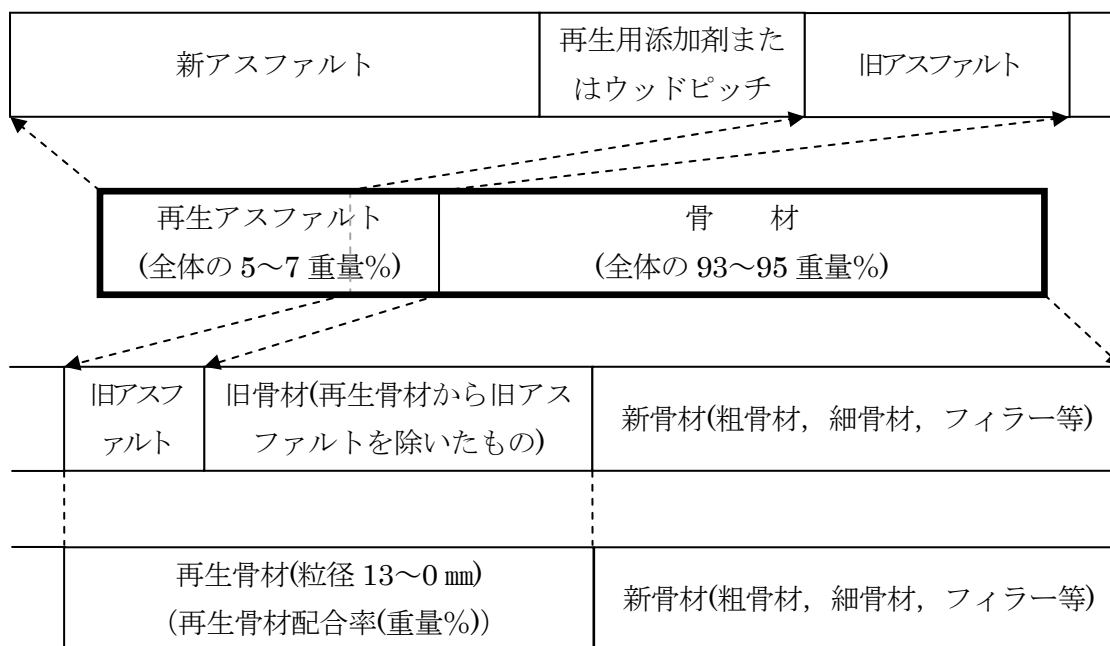 新アスファルト
再生用添加剤また
はウッドピッチ
旧アスファルト
再生アスファルト
(全体の 5～7 重量%)
骨　　材
(全体の 93～95 重量%)
旧アスフ
ァルト
旧骨材(再生骨材から旧アス
ファルトを除いたもの)
新骨材(粗骨材，細骨材，フィラー等)
再生骨材(粒径 13～0 ㎜)
（再生骨材配合率(重量%)）
新骨材(粗骨材，細骨材，フィラー等)